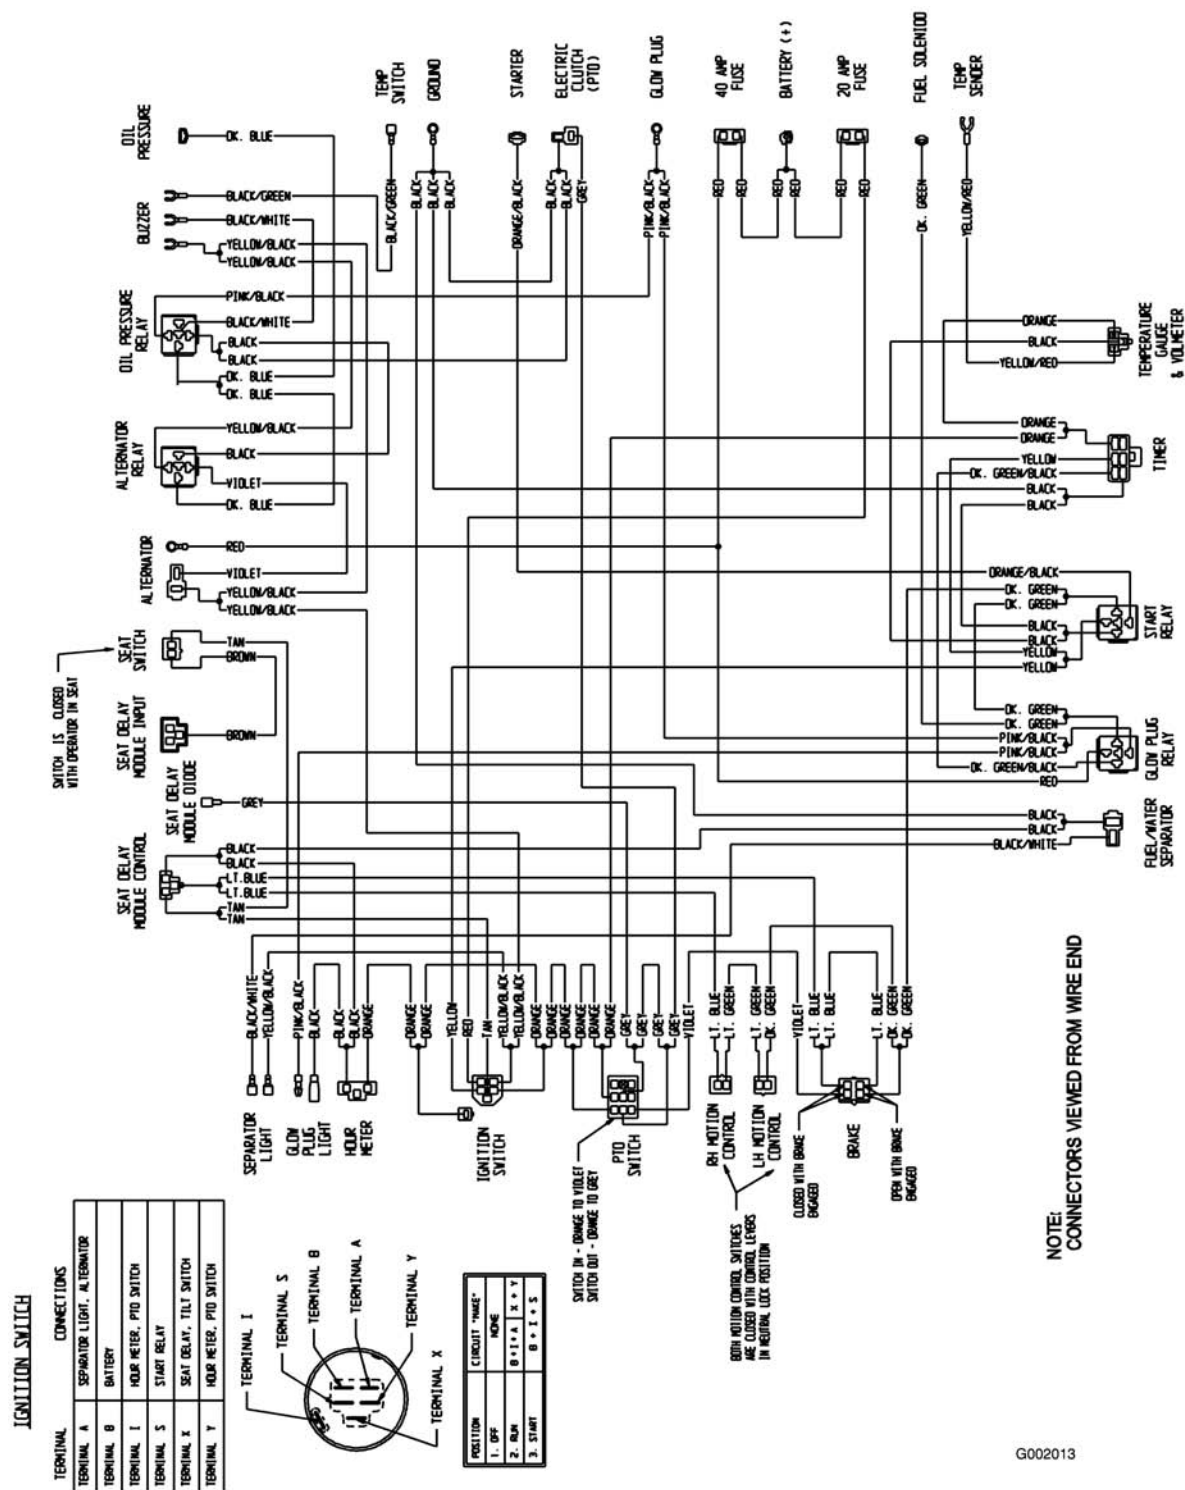 OIL
PRESSURE
BUZZER
OIL PRESSURE
RELAY
ALTERNATOR
RELAY
ALTERNATOR
SEAT
SWITCH
SWITCH IS CLOSED
WITH OPERATOR IN SEAT
SEAT DELAY
MODULE INPUT
SEAT DELAY
MODULE DIODE
SEAT DELAY
MODULE CONTROL
TEMP
SWITCH
GROUND
STARTER
ELECTRIC
CLUTCH
(PTO)
GLOW PLUG
40 AMP
FUSE
BATTERY (+)
20 AMP
FUSE
FUEL SOLENIOD
TEMP
SENDER
DK. BLUE
BLACK/GREEN
BLACK/WHITE
YELLOW/BLACK
YELLOW/BLACK
PINK/BLACK
BLACK/WHITE
BLACK
BLACK
DK. BLUE
DK. BLUE
YELLOW/BLACK
BLACK
VIOLET
DK. BLUE
RED
VIOLET
YELLOW/BLACK
YELLOW/BLACK
TAN
BROWN
BROWN
GREY
BLACK
BLACK
LT.BLUE
LT.BLUE
TAN
TAN
BLACK/GREEN
BLACK
BLACK
BLACK
ORANGE/BLACK
BLACK
BLACK
GREY
PINK/BLACK
PINK/BLACK
RED
RED
RED
RED
RED
RED
DK. GREEN
YELLOW/RED
ORANGE
BLACK
YELLOW/RED
TEMPERATURE
GAUGE
& VOLMETER
ORANGE
ORANGE
YELLOW
DK. GREEN/BLACK
BLACK
BLACK
TIMER
ORANGE/BLACK
DK. GREEN
DK. GREEN
BLACK
BLACK
YELLOW
YELLOW
START
RELAY
DK. GREEN
DK. GREEN
PINK/BLACK
PINK/BLACK
DK. GREEN/BLACK
RED
GLOW PLUG
RELAY
BLACK
BLACK
BLACK/WHITE
FUEL/WATER
SEPARATOR
BLACK/WHITE
YELLOW/BLACK
PINK/BLACK
BLACK
BLACK
BLACK
ORANGE
ORANGE
ORANGE
YELLOW
RED
TAN
YELLOW/BLACK
YELLOW/BLACK
ORANGE
ORANGE
ORANGE
ORANGE
ORANGE
GREY
GREY
GREY
GREY
VIOLET
LT. BLUE
LT. GREEN
LT. GREEN
DK. GREEN
VIOLET
LT. BLUE
LT. BLUE
LT. BLUE
DK. GREEN
DK. GREEN
SEPARATOR
LIGHT
GLOW
PLUG
LIGHT
HOUR
METER
IGNITION
SWITCH
PTO
SWITCH
SWITCH IN - ORANGE TO VIOLET
SWITCH OUT - ORANGE TO GREY
RH MOTION
CONTROL
LH MOTION
CONTROL
BOTH MOTION CONTROL SWITCHES
ARE CLOSED WITH CONTROL LEVERS
IN NEUTRAL LOCK POSITION
CLOSED WITH BRAKE
ENGAGED
BRAKE
OPEN WITH BRAKE
ENGAGED
NOTE:
CONNECTORS VIEWED FROM WIRE END
IGNITION SWITCH
TERMINAL CONNECTIONS
TERMINAL A SEPARATOR LIGHT, ALTERNATOR
TERMINAL B BATTERY
TERMINAL I HOUR METER, PTO SWITCH
TERMINAL S START RELAY
TERMINAL X SEAT DELAY, TILT SWITCH
TERMINAL Y HOUR METER, PTO SWITCH
TERMINAL I
TERMINAL S
TERMINAL B
TERMINAL A
TERMINAL Y
TERMINAL X
POSITION CIRCUIT "MAKE"
1. OFF NONE
2. RUN B + I + A X + Y
3. START B + I + S
G002013